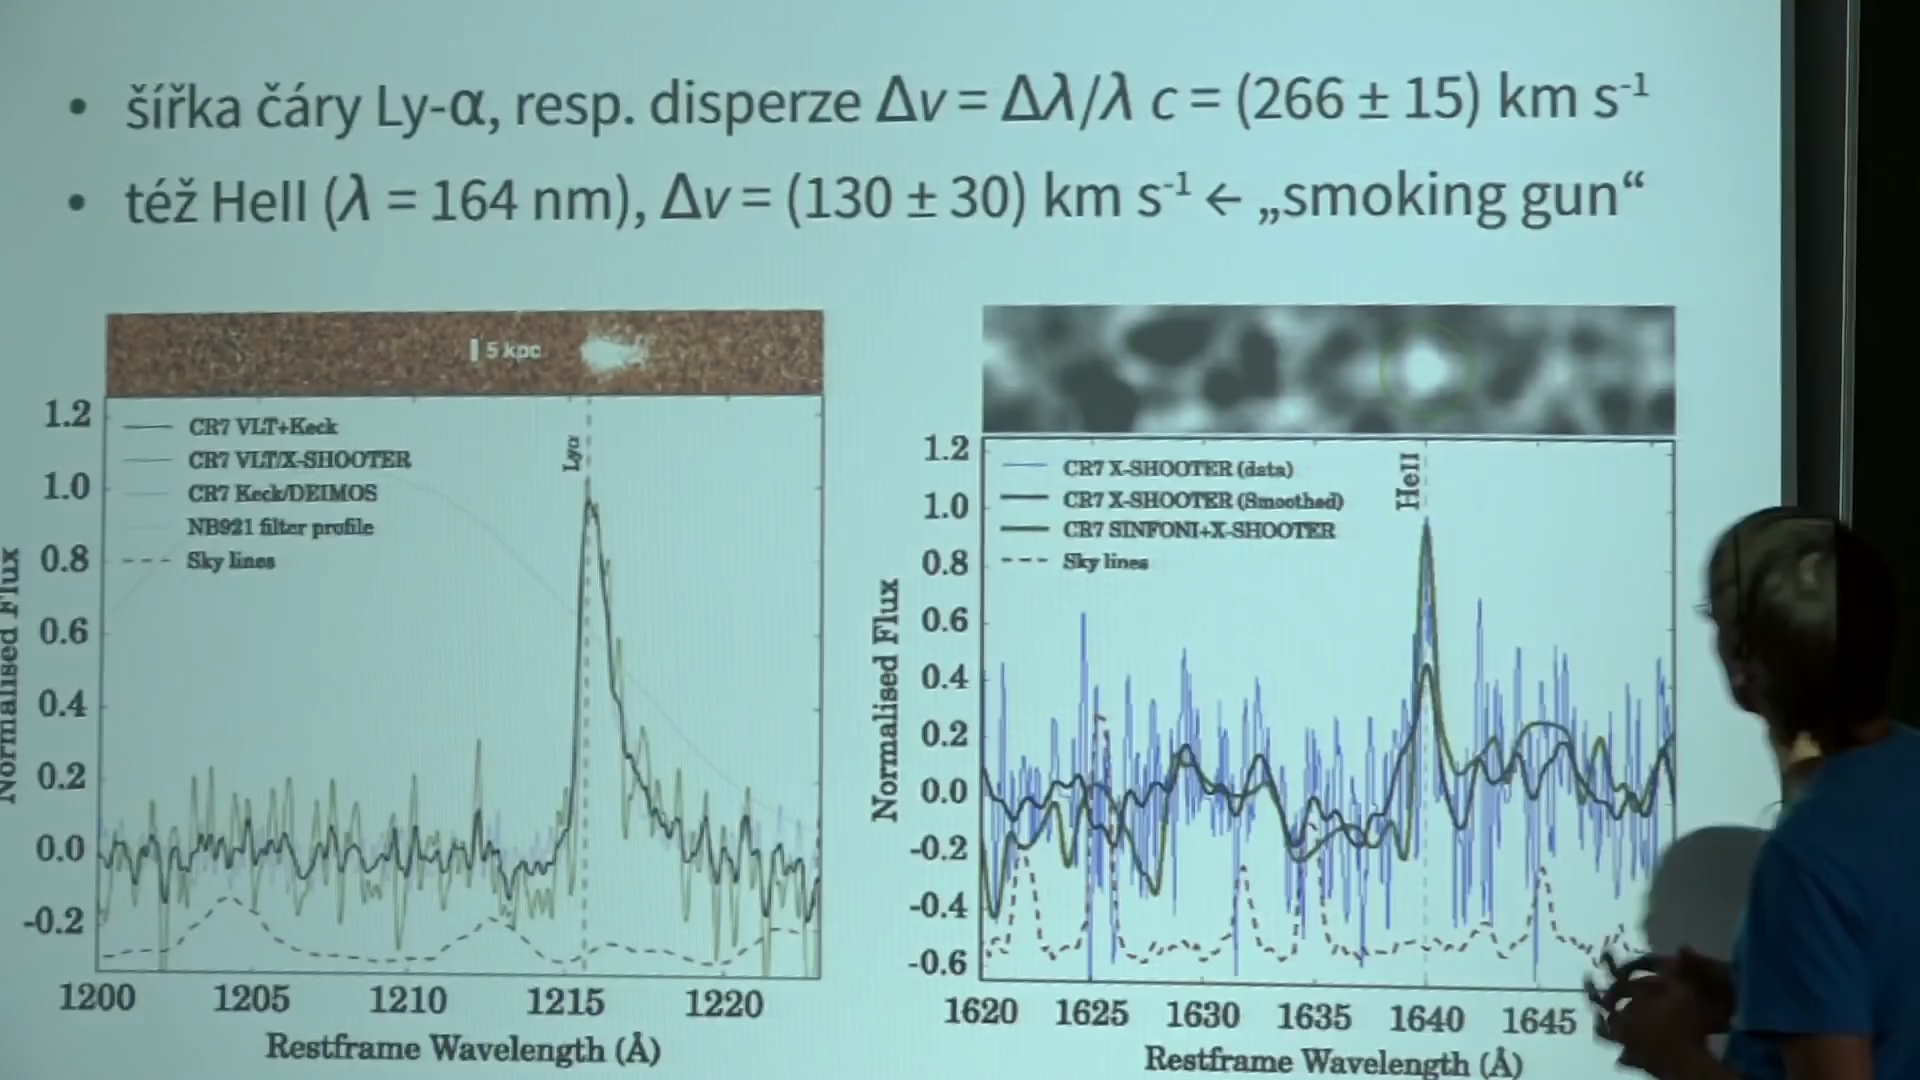 • šířka čáry Ly-α, resp. disperze Δv = Δλ/λ c = (266 ± 15) km s⁻¹
• též HeII (λ = 164 nm), Δv = (130 ± 30) km s⁻¹ ← „smoking gun“
5 kpc
1.2
1.0
0.8
0.6
0.4
0.2
0.0
-0.2
Normalised Flux
CR7 VLT+Keck
CR7 VLT/X-SHOOTER
CR7 Keck/DEIMOS
NB921 filter profile
Sky lines
Lyα
1200 1205 1210 1215 1220
Restframe Wavelength (Å)
1.2
1.0
0.8
0.6
0.4
0.2
0.0
-0.2
-0.4
-0.6
Normalised Flux
CR7 X-SHOOTER (data)
CR7 X-SHOOTER (Smoothed)
CR7 SINFONI+X-SHOOTER
Sky lines
HeII
1620 1625 1630 1635 1640 1645
Restframe Wavelength (Å)